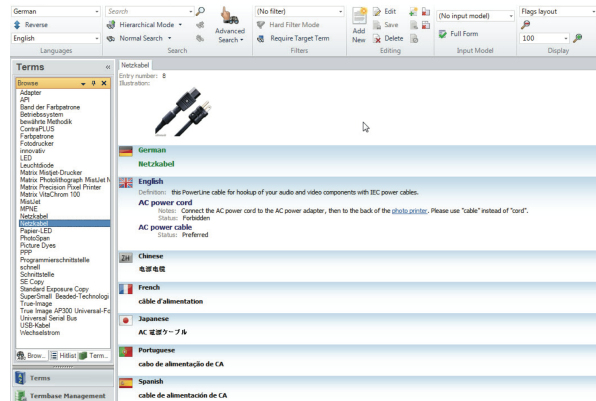 German
Search
(No filter)
Edit
(No input model)
Flags layout
Reverse
Hierarchical Mode
Hard Filter Mode
Save
English
Normal Search
Advanced
Search
Require Target Term
Add
New
Delete
Full Form
100
Languages
Search
Filters
Editing
Input Model
Display
Terms
Browse
Adapter
API
Band der Farbpatrone
Betriebssystem
bewährte Methodik
ContraPLUS
Farbpatrone
Fotodrucker
innovativ
LED
Leuchtdiode
Matrix Mistjet-Drucker
Matrix Photolithograph MistJet N
Matrix Precision Pixel Printer
Matrix VitaChrom 100
MistJet
MPNE
Netzkabel
Netzkabel
Papier-LED
PhotoSpan
Picture Dyes
PPP
Programmierschnittstelle
schnell
Schnittstelle
SE Copy
Standard Exposure Copy
SuperSmall Beaded-Technologi
True-Image
True Image AP300 Universal-Fo
Universal Serial Bus
USB-Kabel
Wechselstrom
Brow...
Hitlist
Term...
Terms
Termbase Management
Netzkabel
Entry number: 8
Illustration:
German
Netzkabel
English
Definition: this PowerLine cable for hookup of your audio and video components with IEC power cables.
AC power cord
Notes: Connect the AC power cord to the AC power adapter, then to the back of the photo printer. Please use "cable" instead of "cord".
Status: Forbidden
AC power cable
Status: Preferred
ZH Chinese
电源电缆
French
câble d'alimentation
Japanese
AC 電源ケーブル
Portuguese
cabo de alimentação de CA
Spanish
cable de alimentación de CA